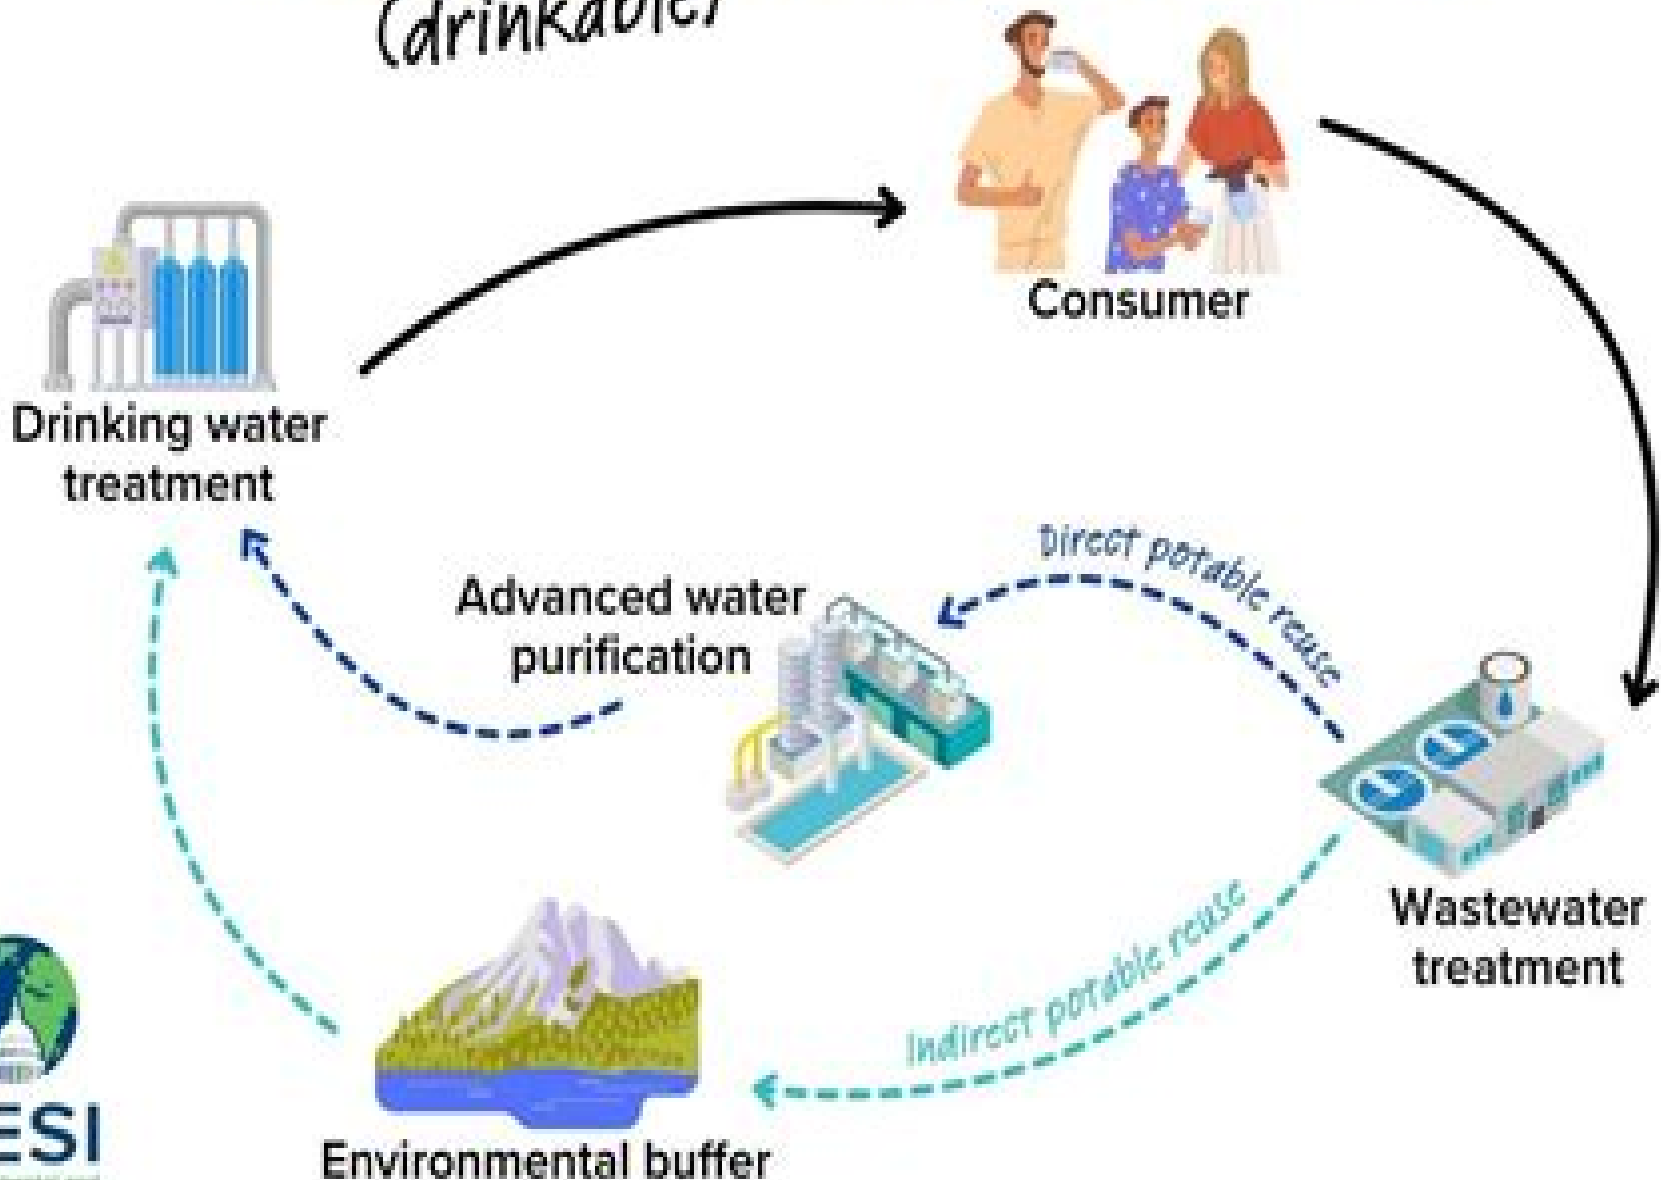 (drinkable)
Consumer
Drinking water
treatment
Direct potable reuse
Advanced water
purification
Wastewater
treatment
Indirect potable reuse
ESI
Environmental buffer